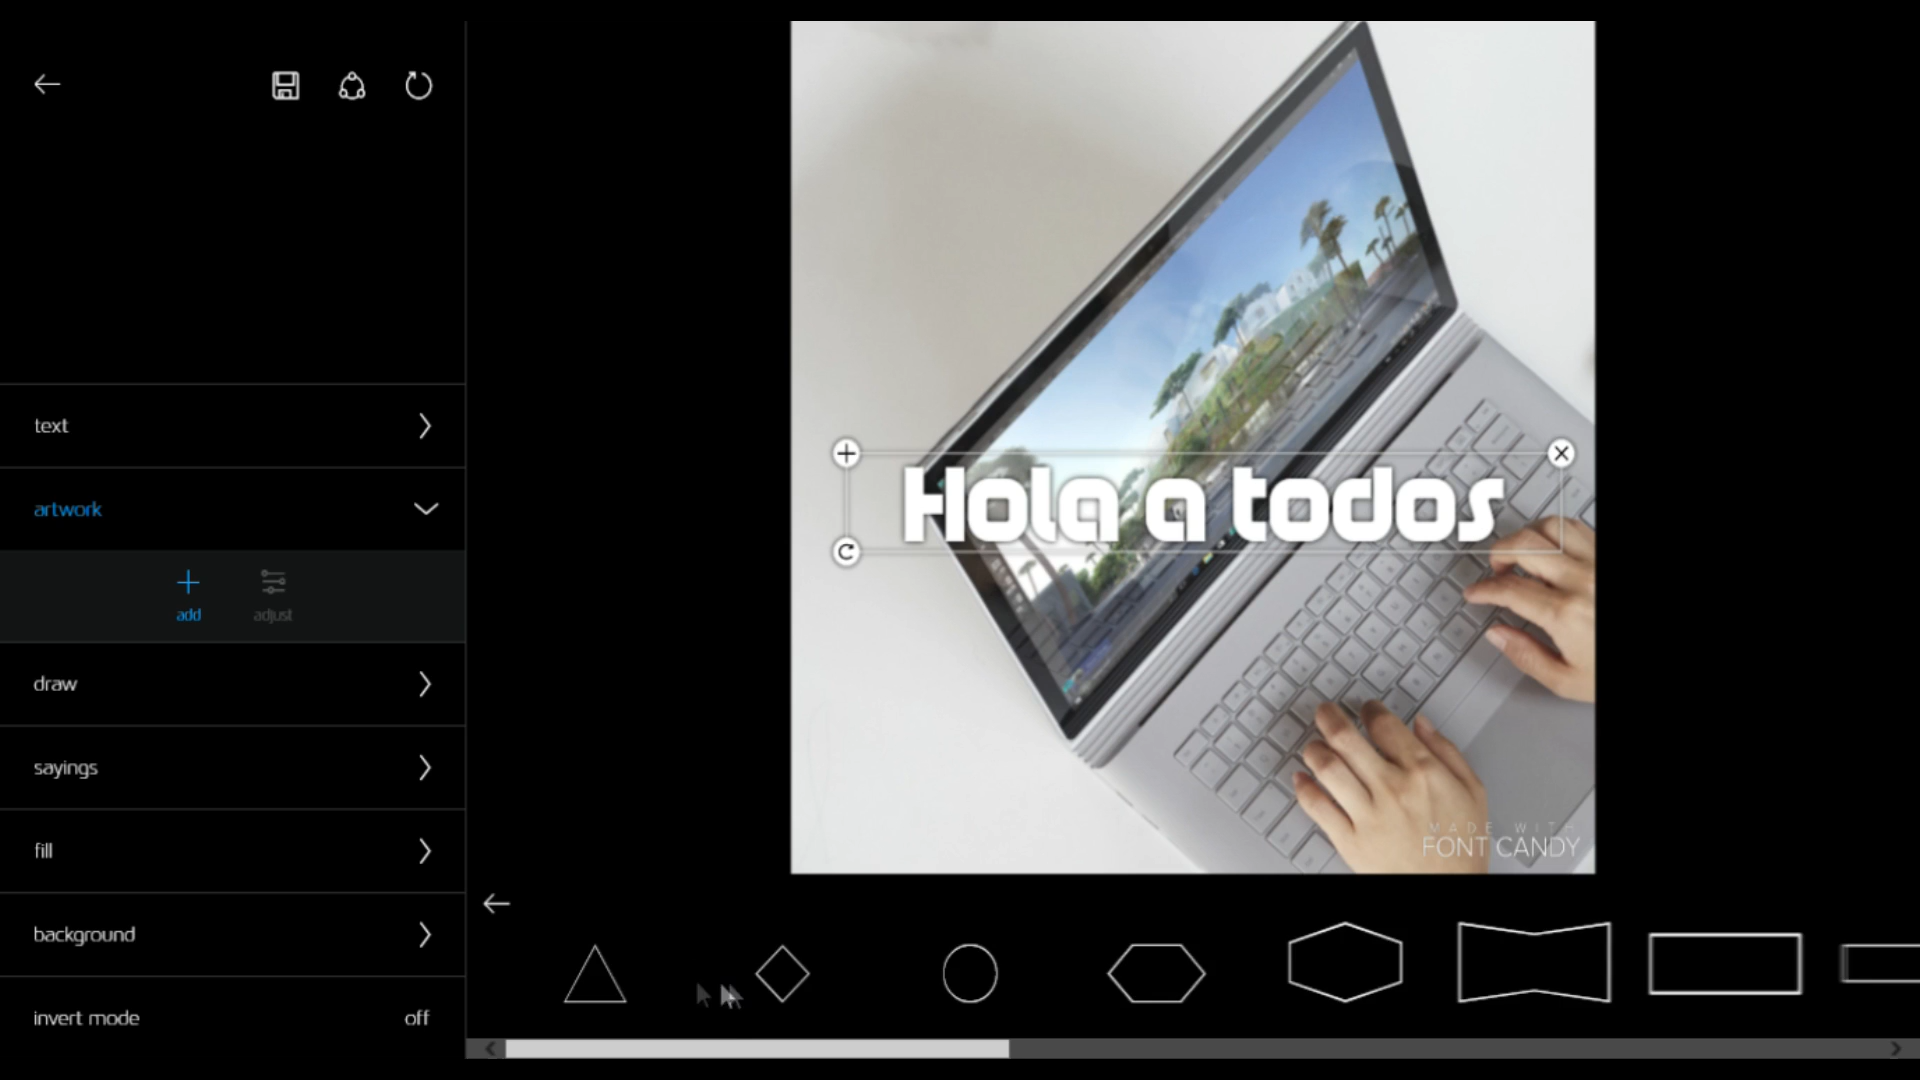 text
artwork
add
adjust
draw
sayings
fill
background
invert mode off
Hola a todos
MADE WITH
FONT CANDY